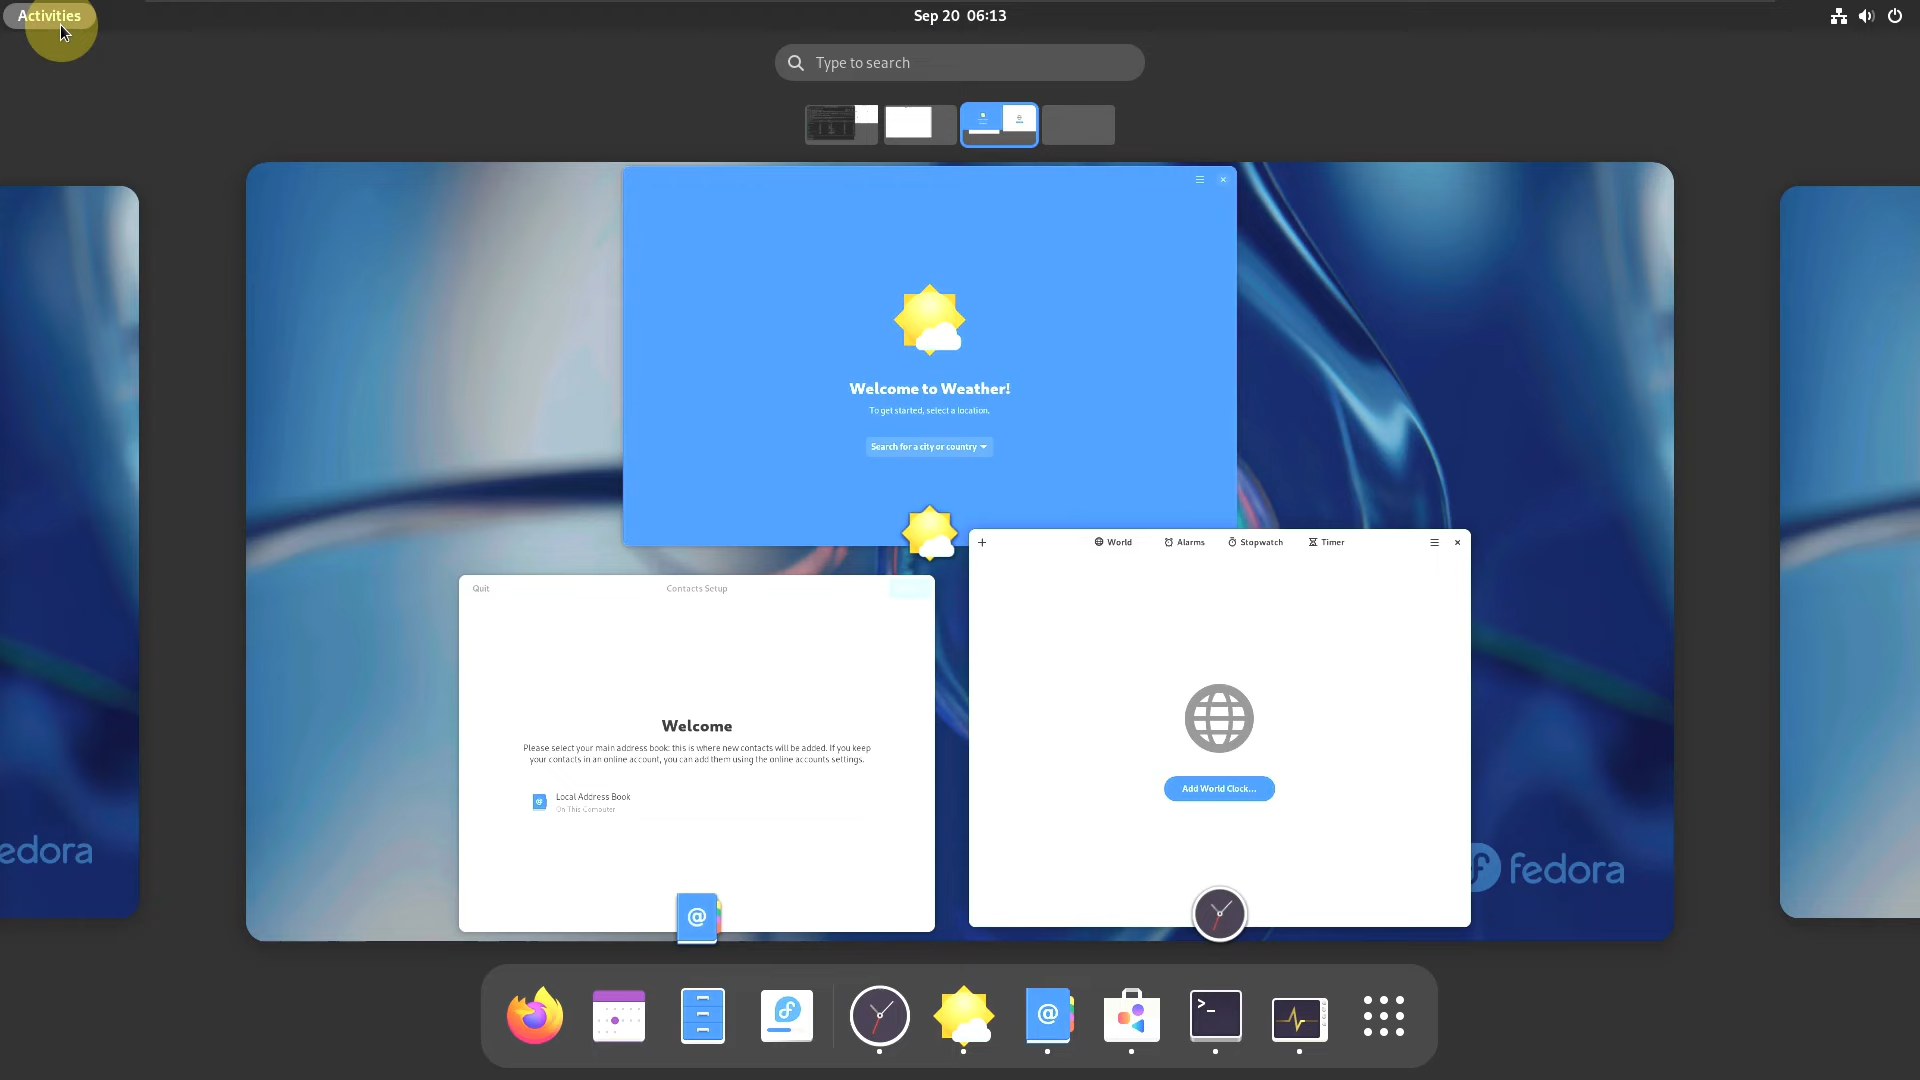 Activities
Sep 20 06:13
Type to search
Welcome to Weather!
To get started, select a location.
Search for a city or country
World
Alarms
Stopwatch
Timer
Quit
Contacts Setup
Welcome
Please select your main address book: this is where new contacts will be added. If you keep
your contacts in an online account, you can add them using the online accounts settings.
Local Address Book
On This Computer
Add World Clock...
edora
fedora